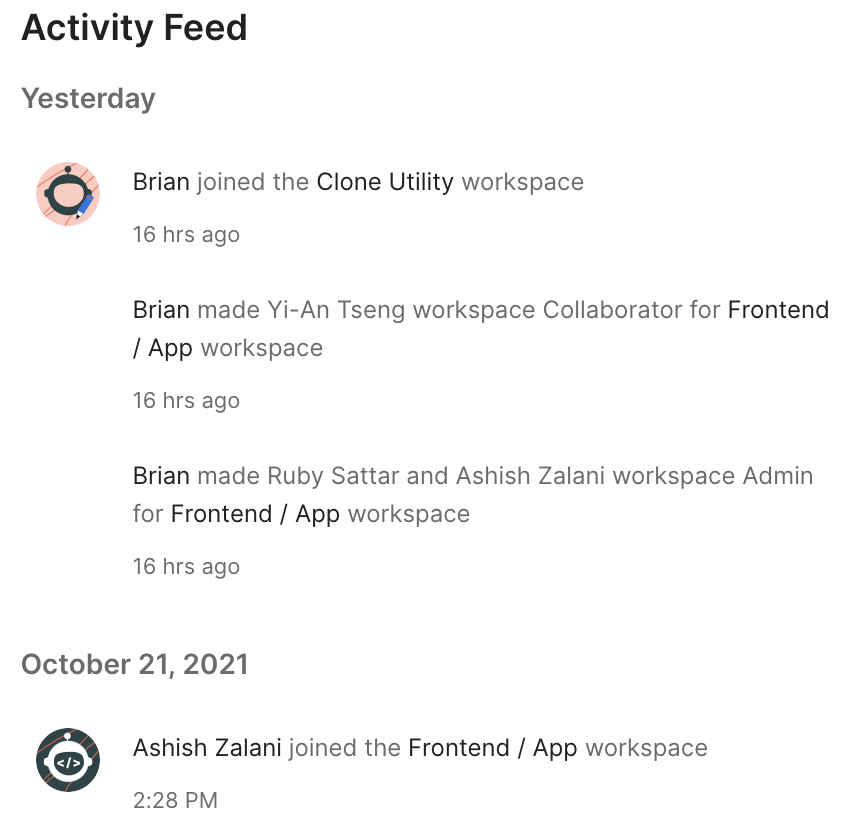 Activity Feed
Yesterday
Brian joined the Clone Utility workspace
16 hrs ago
Brian made Yi-An Tseng workspace Collaborator for Frontend
/ App workspace
16 hrs ago
Brian made Ruby Sattar and Ashish Zalani workspace Admin
for Frontend / App workspace
16 hrs ago
October 21, 2021
</>
Ashish Zalani joined the Frontend / App workspace
2:28 PM